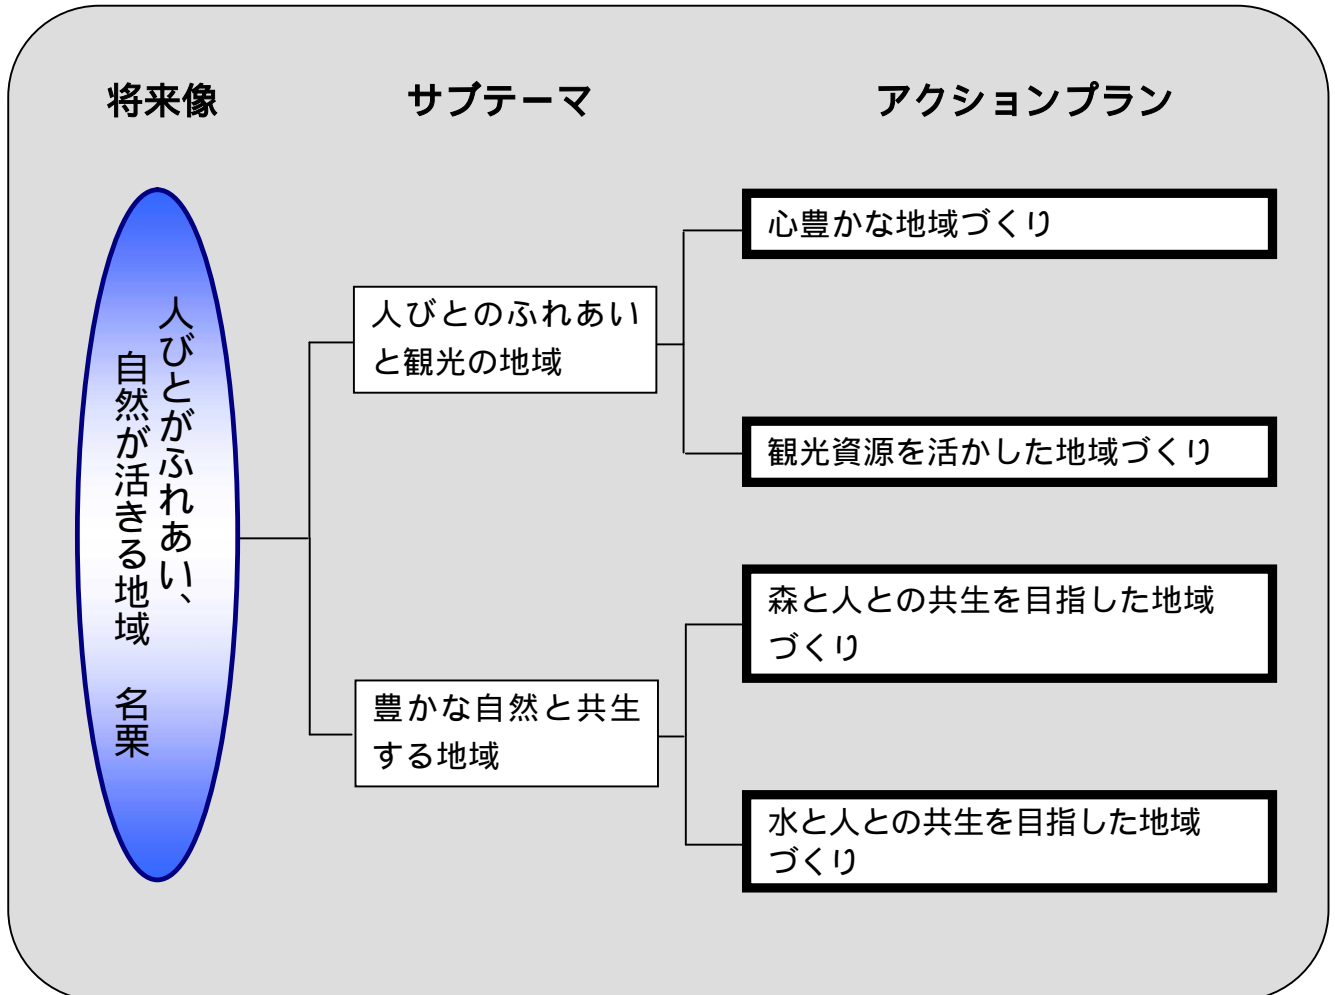 将来像
サブテーマ
アクションプラン
人びとがふれあい、
自然が活きる地域　名栗
人びとのふれあい
と観光の地域
豊かな自然と共生
する地域
心豊かな地域づくり
観光資源を活かした地域づくり
森と人との共生を目指した地域
づくり
水と人との共生を目指した地域
づくり